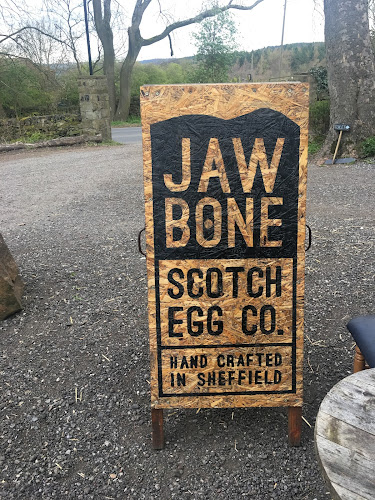 JAW
BONE
SCOTCH
EGG CO.
HAND CRAFTED
IN SHEFFIELD